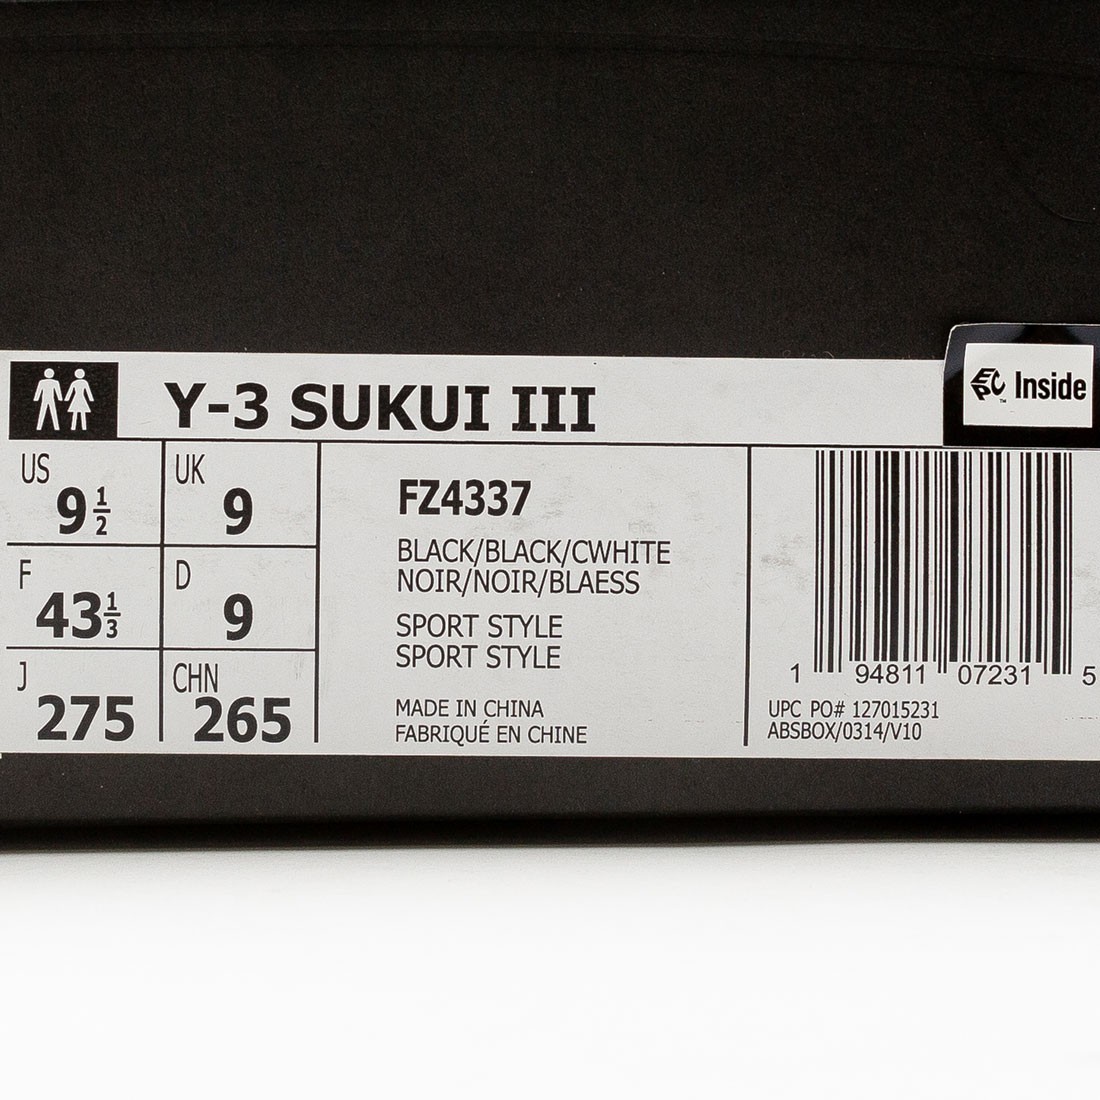 Y-3 SUKUI III
EPC™ Inside
US 9 1/2
UK 9
F 43 1/3
D 9
J 275
CHN 265
FZ4337
BLACK/BLACK/CWHITE
NOIR/NOIR/BLAESS
SPORT STYLE
SPORT STYLE
MADE IN CHINA
FABRIQUÉ EN CHINE
1 94811 07231 5
UPC PO# 127015231
ABSBOX/0314/V10